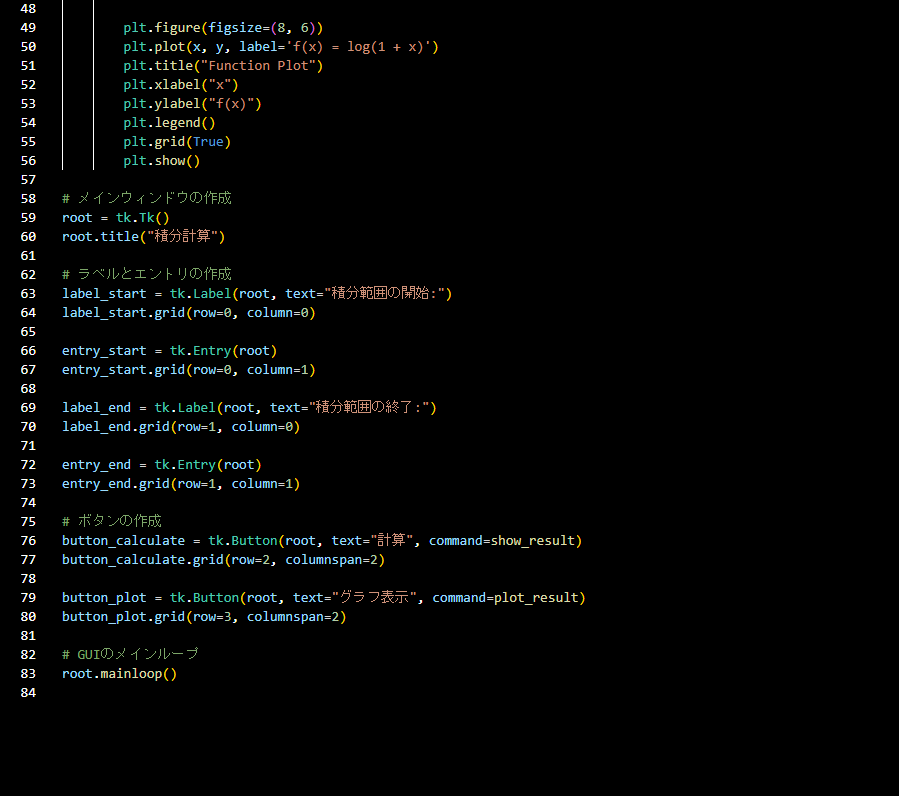 48
49 plt.figure(figsize=(8, 6))
50 plt.plot(x, y, label='f(x) = log(1 + x)')
51 plt.title("Function Plot")
52 plt.xlabel("x")
53 plt.ylabel("f(x)")
54 plt.legend()
55 plt.grid(True)
56 plt.show()
57
58 # メインウィンドウの作成
59 root = tk.Tk()
60 root.title("積分計算")
61
62 # ラベルとエントリの作成
63 label_start = tk.Label(root, text="積分範囲の開始:")
64 label_start.grid(row=0, column=0)
65
66 entry_start = tk.Entry(root)
67 entry_start.grid(row=0, column=1)
68
69 label_end = tk.Label(root, text="積分範囲の終了:")
70 label_end.grid(row=1, column=0)
71
72 entry_end = tk.Entry(root)
73 entry_end.grid(row=1, column=1)
74
75 # ボタンの作成
76 button_calculate = tk.Button(root, text="計算", command=show_result)
77 button_calculate.grid(row=2, columnspan=2)
78
79 button_plot = tk.Button(root, text="グラフ表示", command=plot_result)
80 button_plot.grid(row=3, columnspan=2)
81
82 # GUIのメインループ
83 root.mainloop()
84